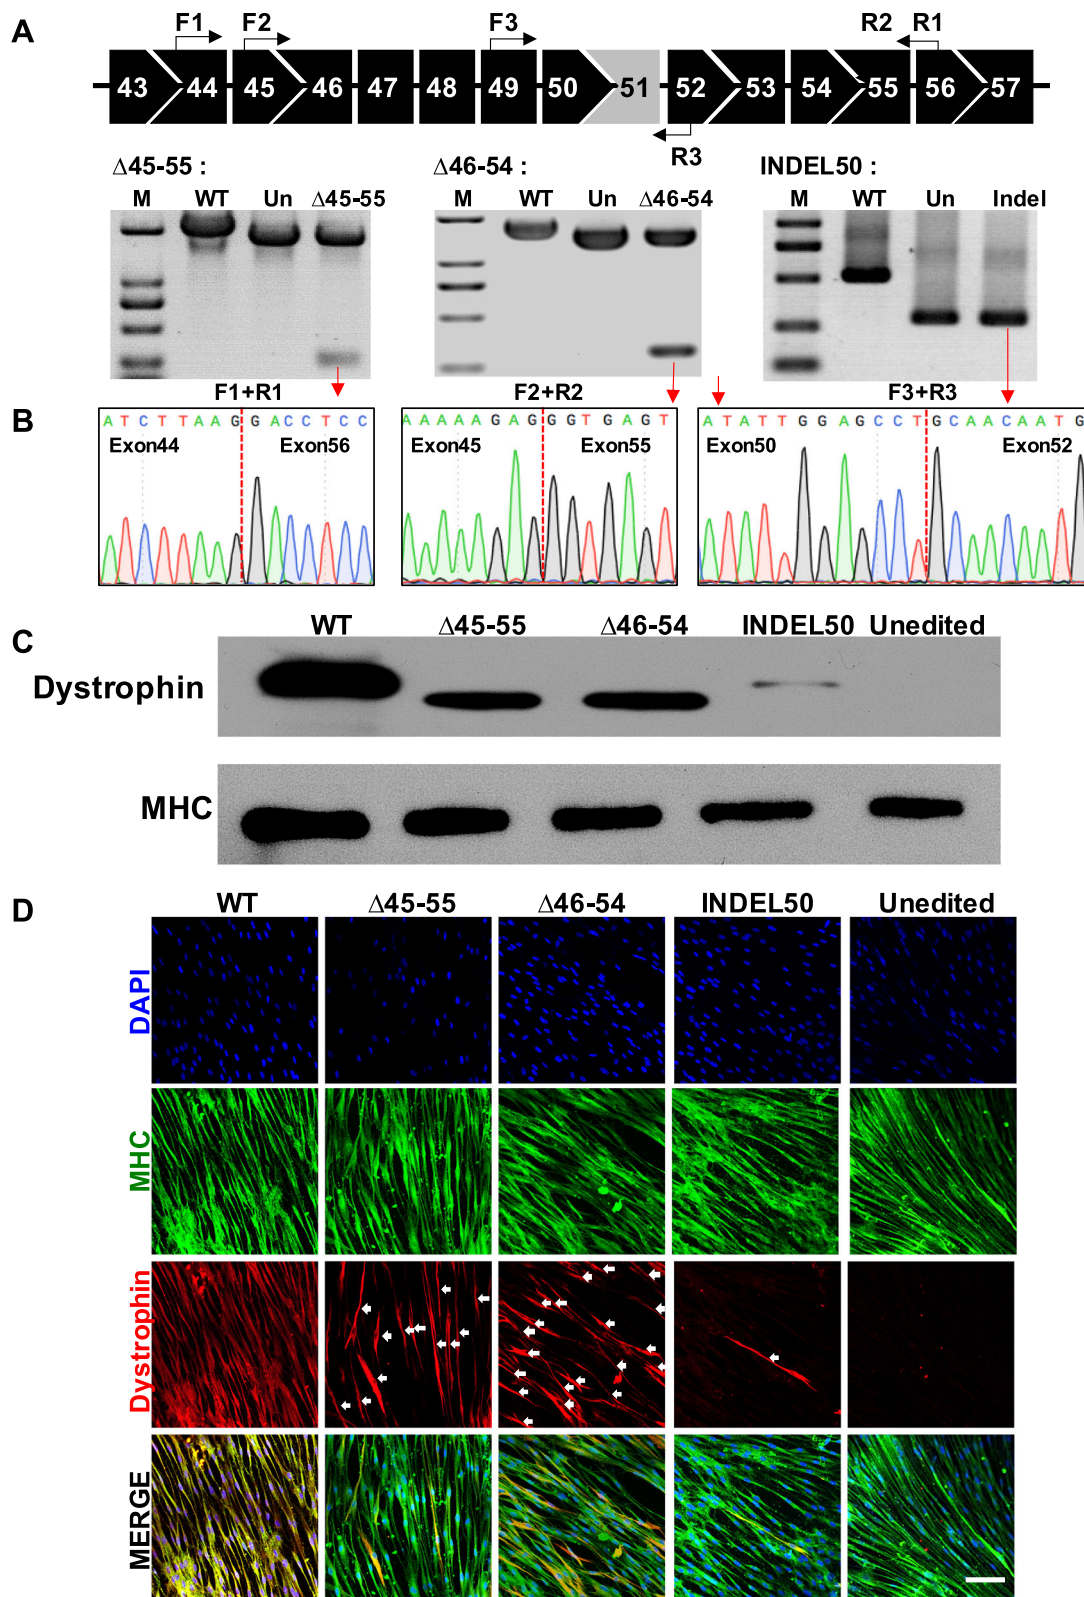 A
F1 F2 F3 R2 R1
43 44 45 46 47 48 49 50 51 52 53 54 55 56 57
R3
Δ45-55 : Δ46-54 : INDEL50 :
M WT Un Δ45-55 M WT Un Δ46-54 M WT Un Indel
F1+R1 F2+R2 F3+R3
B
A T C T T A A G G A C C T C C A A A A A G A G G G T G A G T A T A T T G G A G C C T G C A A C A A T G
Exon44 Exon56 Exon45 Exon55 Exon50 Exon52
C
WT Δ45-55 Δ46-54 INDEL50 Unedited
Dystrophin
MHC
D
WT Δ45-55 Δ46-54 INDEL50 Unedited
DAPI
MHC
Dystrophin
MERGE